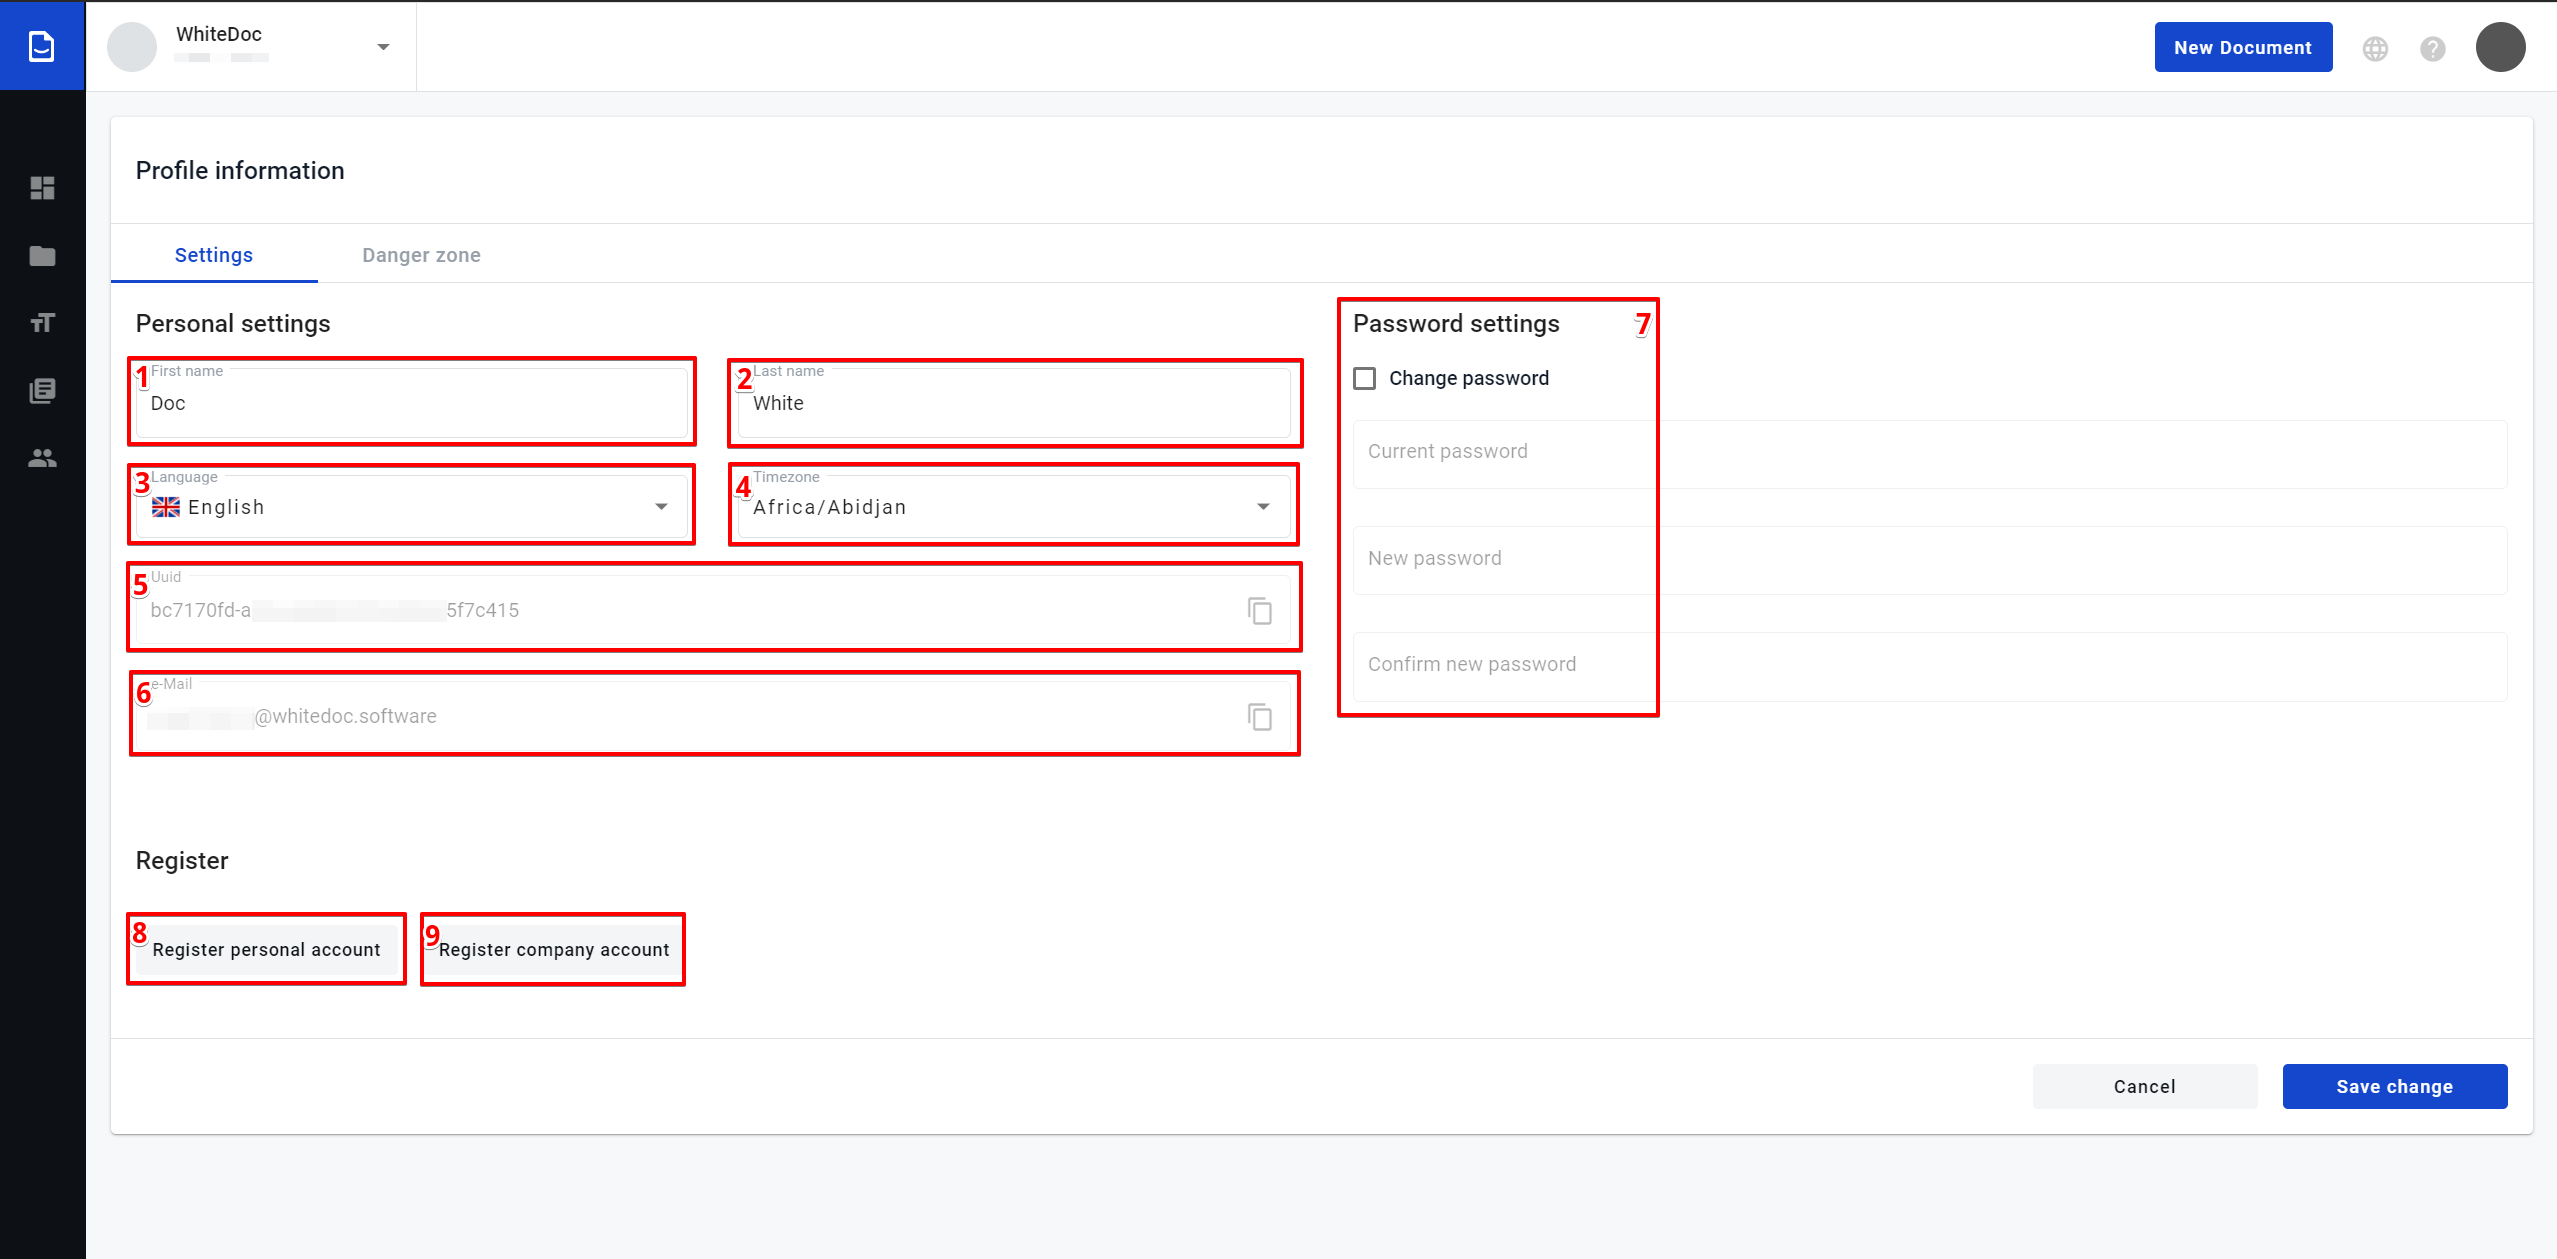 WhiteDoc
New Document
Profile information
Settings
Danger zone
Personal settings
Password settings
7
1
First name
Doc
2
Last name
White
Change password
3
Language
English
4
Timezone
Africa/Abidjan
Current password
5
Uuid
bc7170fd-a
5f7c415
New password
6
e-Mail
@whitedoc.software
Confirm new password
Register
8
Register personal account
9
Register company account
Cancel
Save change